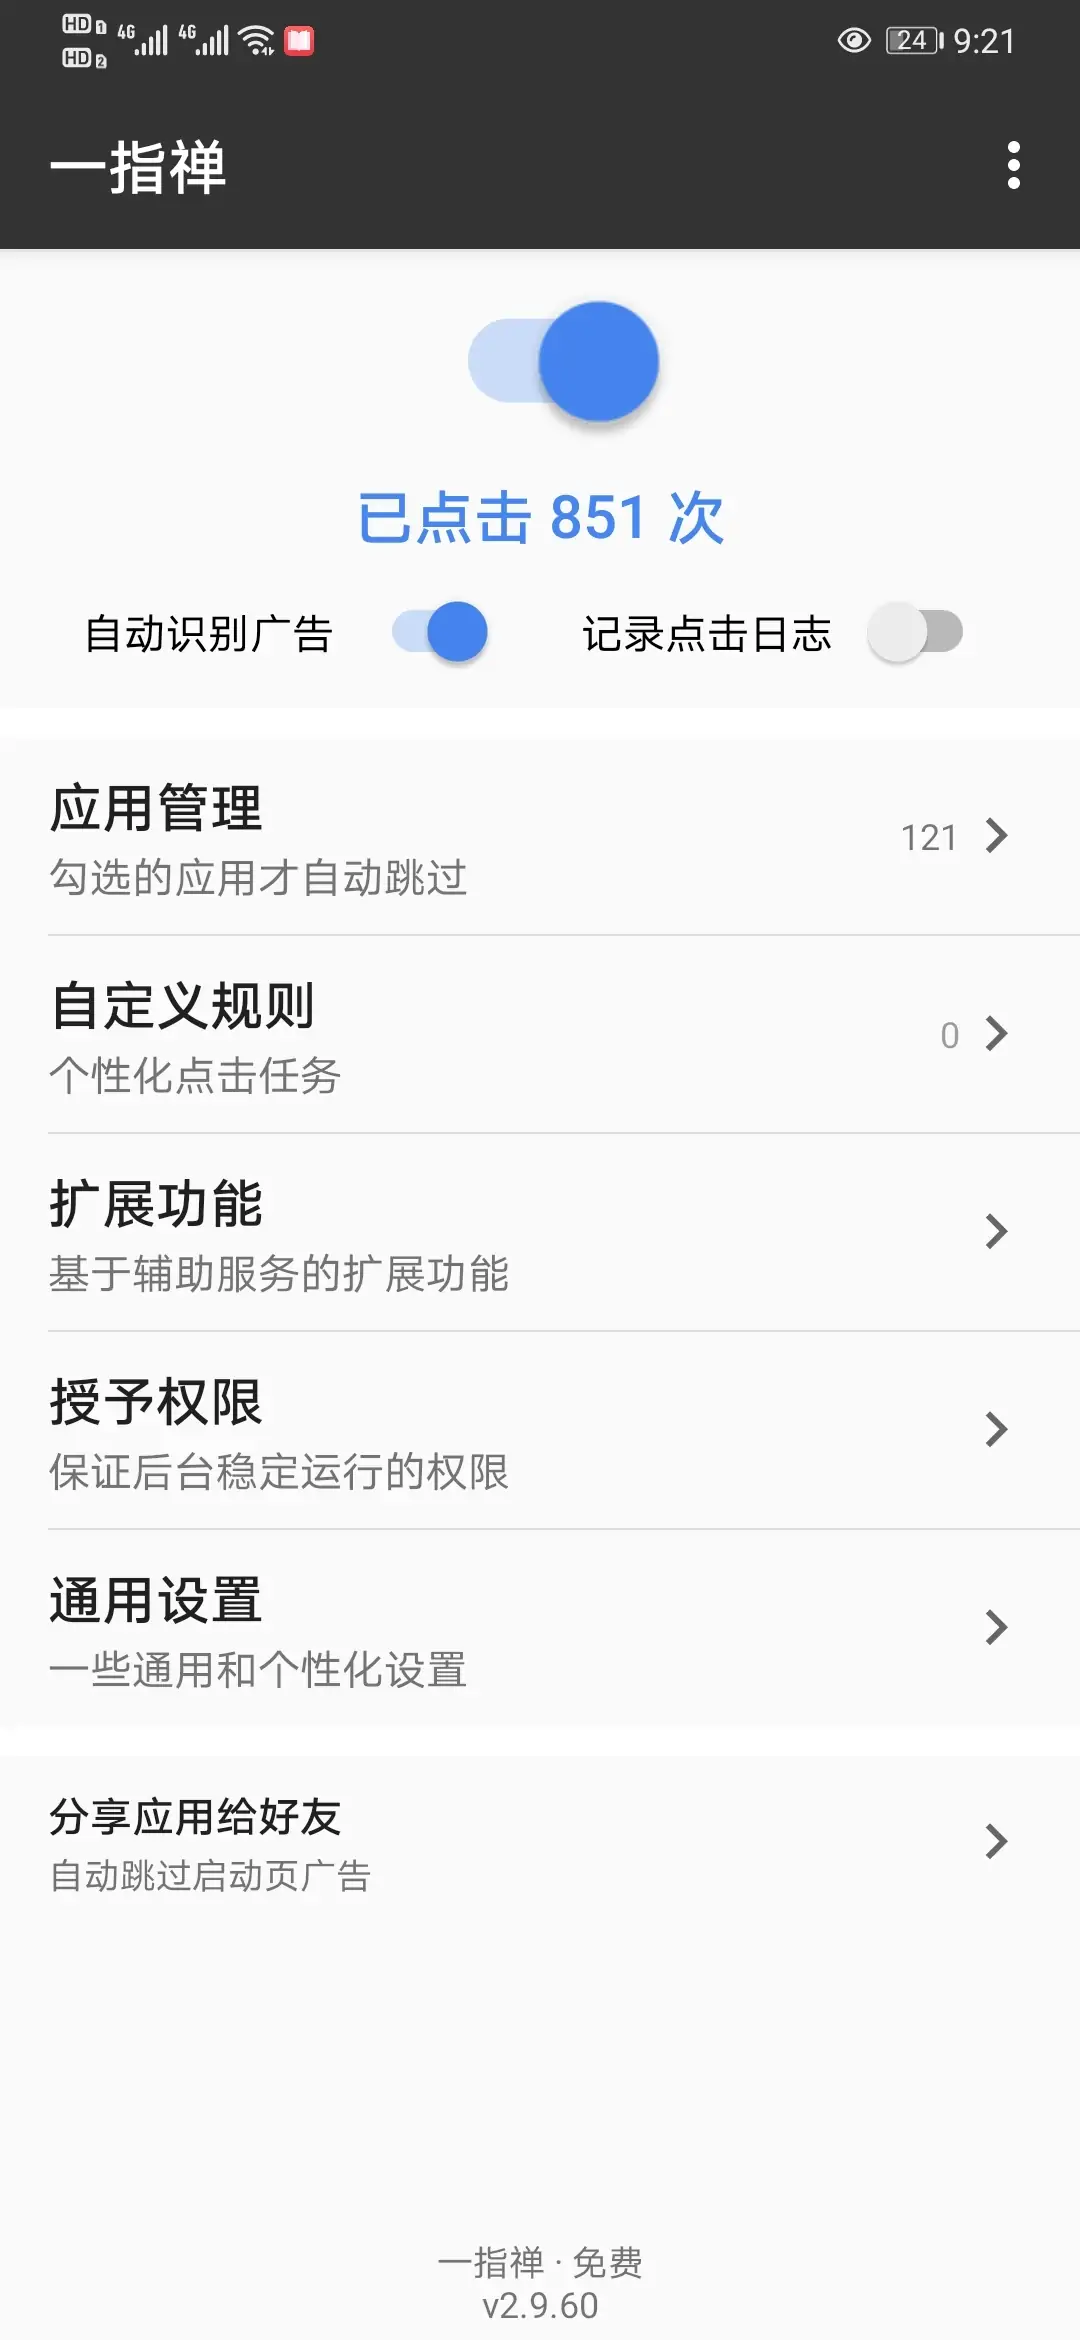 HD 1 4G 4G 24 9:21
HD 2
一指禅
已点击 851 次
自动识别广告 记录点击日志
应用管理
121
勾选的应用才自动跳过
自定义规则
0
个性化点击任务
扩展功能
基于辅助服务的扩展功能
授予权限
保证后台稳定运行的权限
通用设置
一些通用和个性化设置
分享应用给好友
自动跳过启动页广告
一指禅 · 免费
v2.9.60